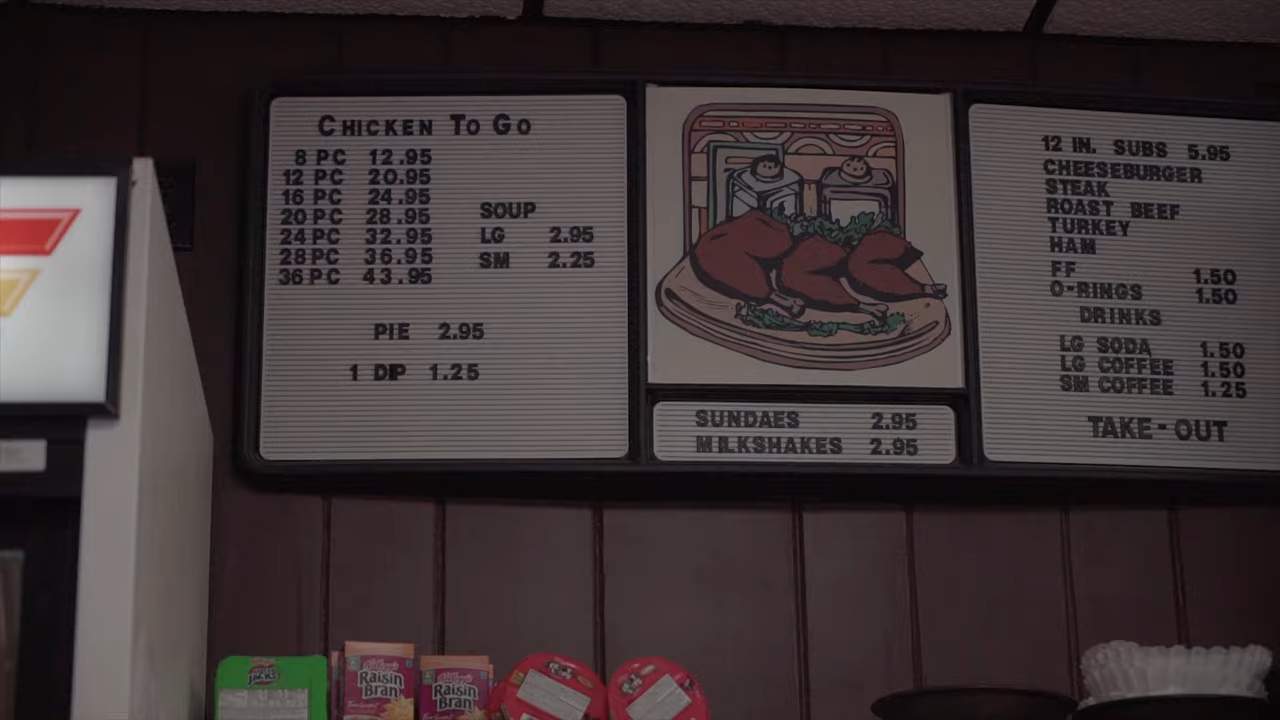 CHICKEN TO GO
8 PC 12.95
12 PC 20.95
16 PC 24.95
20 PC 28.95
24 PC 32.95
28 PC 36.95
36 PC 43.95
SOUP
LG 2.95
SM 2.25
PIE 2.95
1 DIP 1.25
SUNDAES 2.95
MILKSHAKES 2.95
12 IN. SUBS 5.95
CHEESEBURGER
STEAK
ROAST BEEF
TURKEY
HAM
FF 1.50
O-RINGS 1.50
DRINKS
LG SODA 1.50
LG COFFEE 1.50
SM COFFEE 1.25
TAKE-OUT
JACKS
Kellogg's
Raisin
Bran
Kellogg's
Raisin
Bran